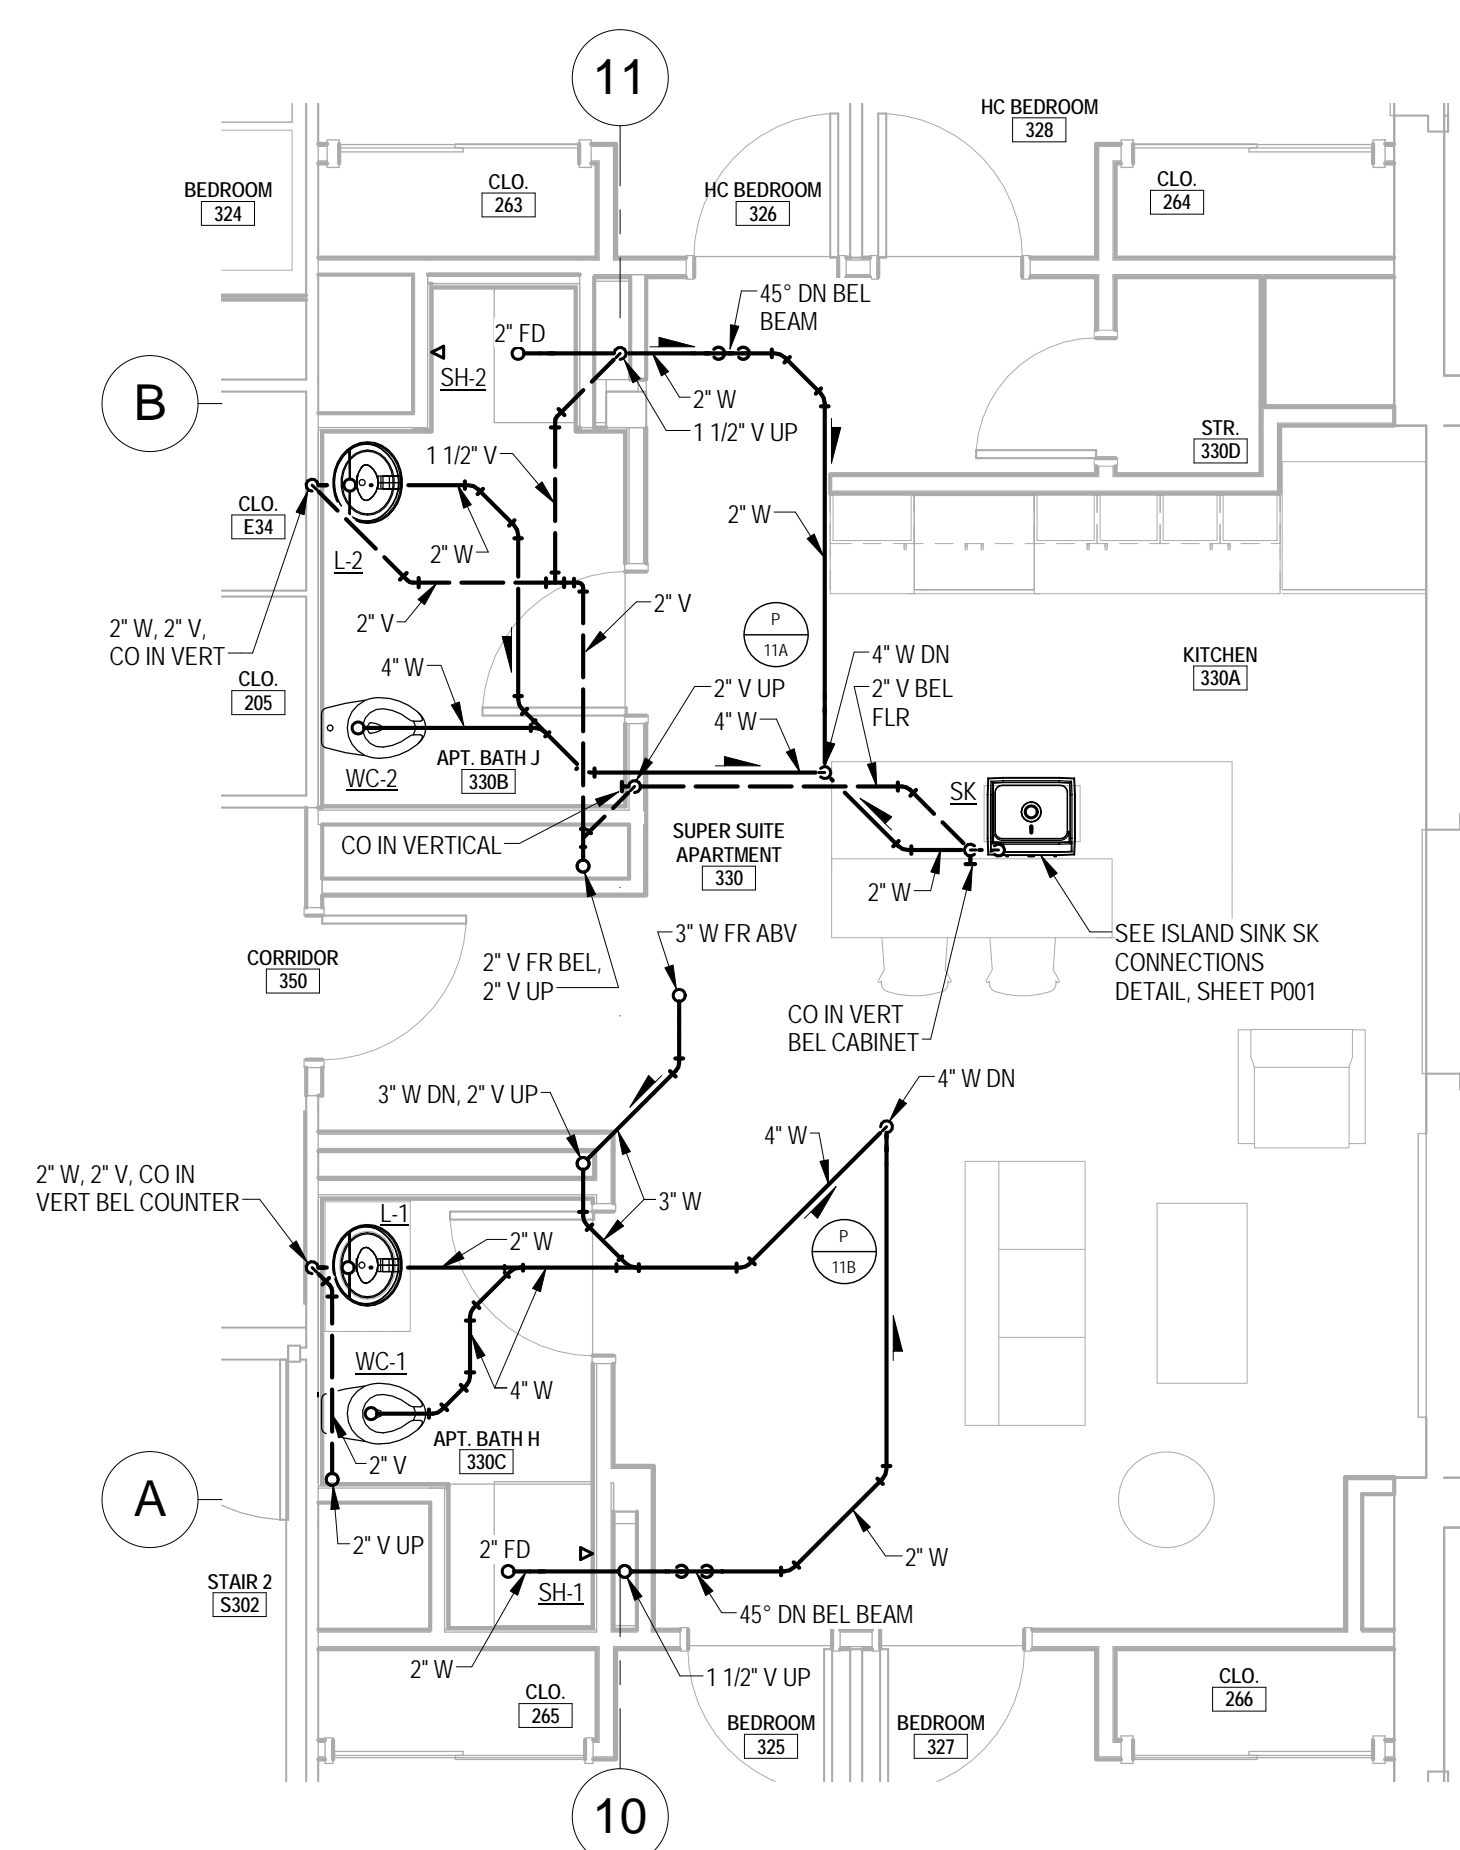 11
HC BEDROOM
328
BEDROOM
324
CLO.
263
HC BEDROOM
326
CLO.
264
45° DN BEL
BEAM
2" FD
SH-2
B
2" W
1 1/2" V UP
STR.
330D
1 1/2" V
CLO.
E34
2" W
2" W
L-2
2" V
2" V
2" W, 2" V,
CO IN VERT
P
11A
4" W DN
KITCHEN
330A
4" W
CLO.
205
2" V UP
2" V BEL
FLR
4" W
APT. BATH J
330B
WC-2
SK
CO IN VERTICAL
SUPER SUITE
APARTMENT
330
2" W
3" W FR ABV
SEE ISLAND SINK SK
CONNECTIONS
DETAIL, SHEET P001
CORRIDOR
350
2" V FR BEL,
2" V UP
CO IN VERT
BEL CABINET
3" W DN, 2" V UP
4" W DN
4" W
2" W, 2" V, CO IN
VERT BEL COUNTER
3" W
L-1
2" W
P
11B
WC-1
4" W
APT. BATH H
330C
2" V
A
2" V UP
2" FD
2" W
STAIR 2
S302
SH-1
45° DN BEL BEAM
2" W
1 1/2" V UP
CLO.
265
CLO.
266
BEDROOM
325
BEDROOM
327
10